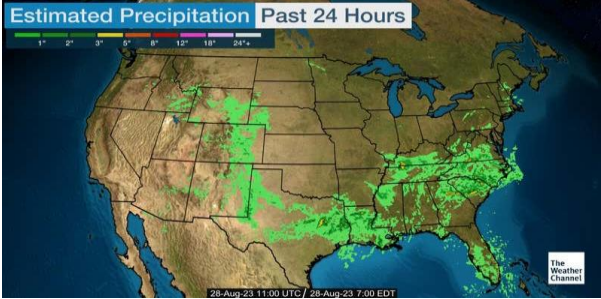 Estimated Precipitation Past 24 Hours
1" 2" 3" 5" 8" 12" 18" 24"+
The
Weather
Channel
28-Aug-23 11:00 UTC / 28-Aug-23 7:00 EDT